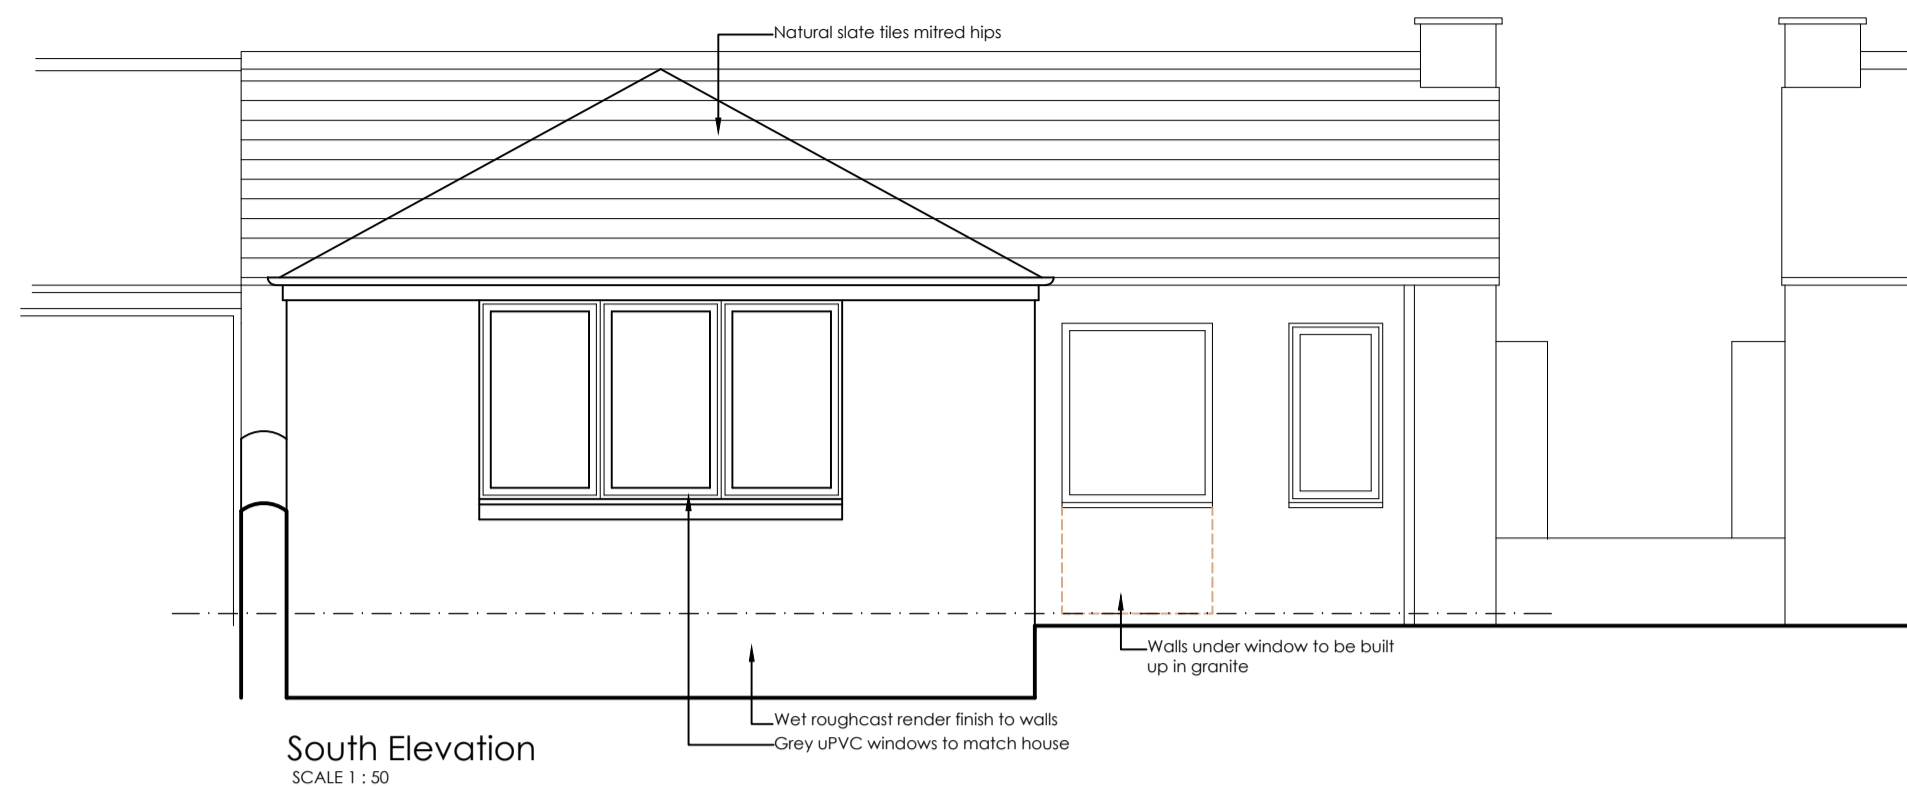 Natural slate tiles mitred hips
Walls under window to be built
up in granite
Wet roughcast render finish to walls
Grey uPVC windows to match house
South Elevation
SCALE 1 : 50